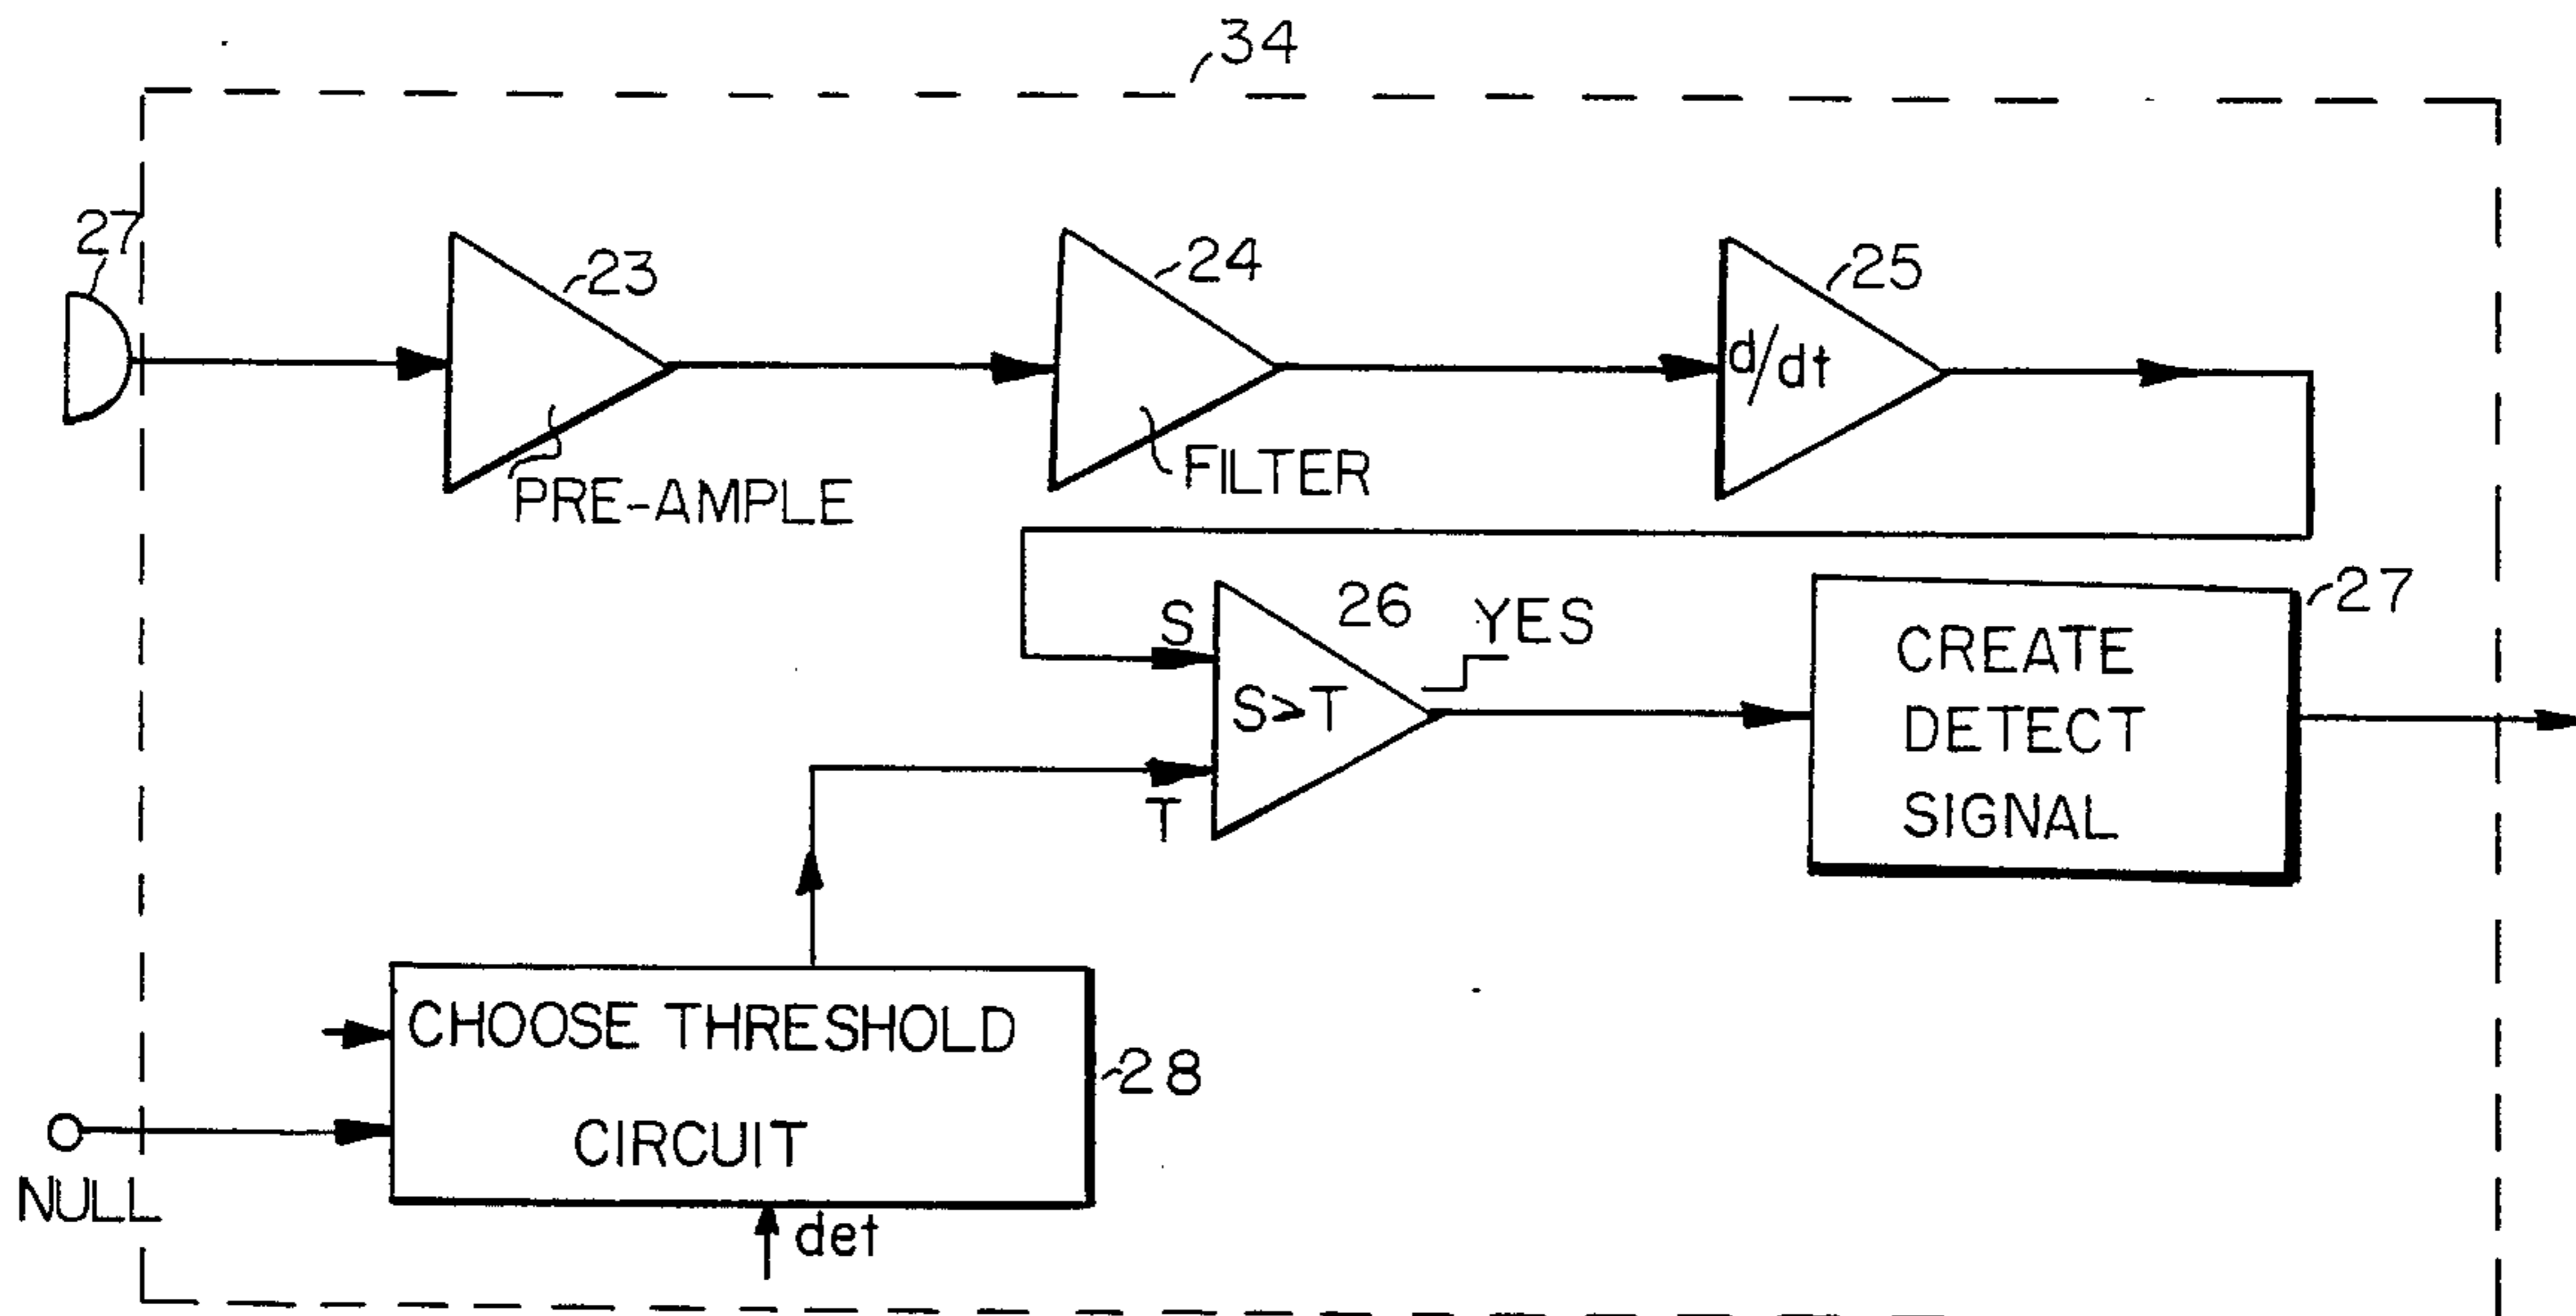 34
27
23
24
25
d/dt
PRE-AMPLE
FILTER
S
26
YES
S>T
T
27
CREATE
DETECT
SIGNAL
CHOOSE THRESHOLD
CIRCUIT
28
NULL
det